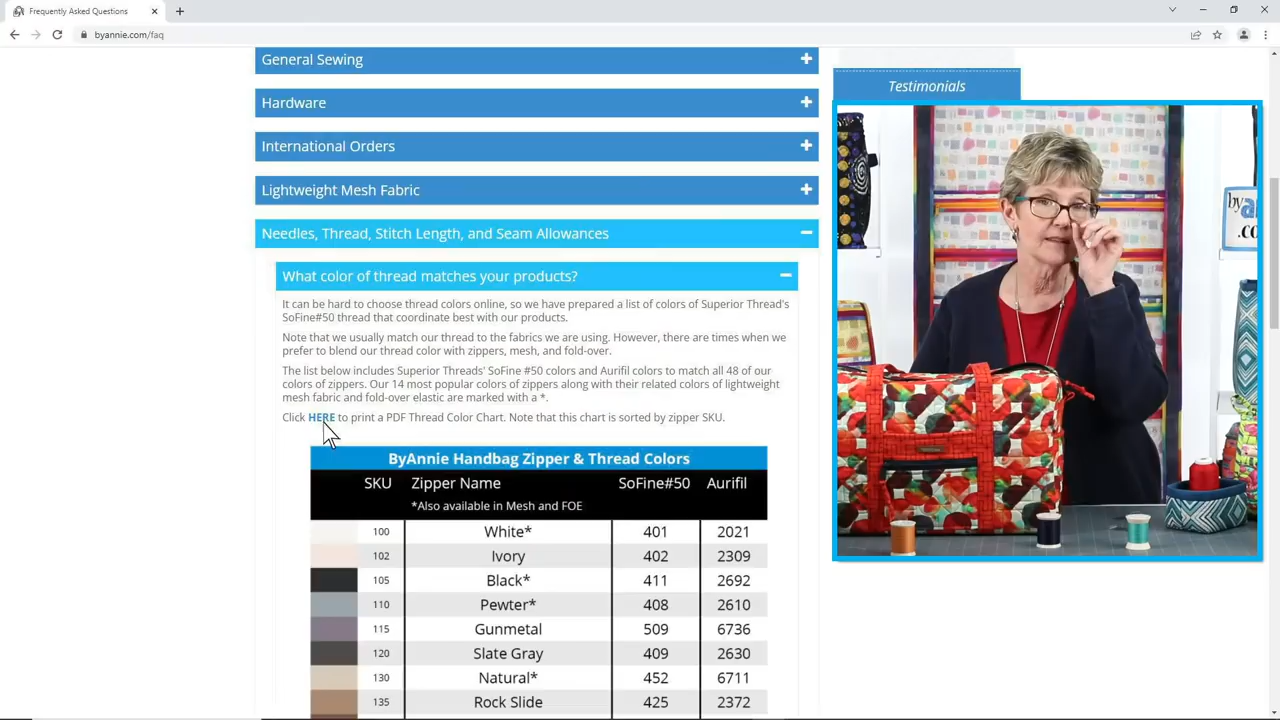 Frequently Asked Questions
byannie.com/faq
General Sewing
Hardware
International Orders
Lightweight Mesh Fabric
Needles, Thread, Stitch Length, and Seam Allowances
What color of thread matches your products?
It can be hard to choose thread colors online, so we have prepared a list of colors of Superior Thread's
SoFine#50 thread that coordinate best with our products.
Note that we usually match our thread to the fabrics we are using. However, there are times when we
prefer to blend our thread color with zippers, mesh, and fold-over.
The list below includes Superior Threads' SoFine #50 colors and Aurifil colors to match all 48 of our
colors of zippers. Our 14 most popular colors of zippers along with their related colors of lightweight
mesh fabric and fold-over elastic are marked with a *.
Click HERE to print a PDF Thread Color Chart. Note that this chart is sorted by zipper SKU.
ByAnnie Handbag Zipper & Thread Colors
SKU Zipper Name SoFine#50 Aurifil
*Also available in Mesh and FOE
100 White* 401 2021
102 Ivory 402 2309
105 Black* 411 2692
110 Pewter* 408 2610
115 Gunmetal 509 6736
120 Slate Gray 409 2630
130 Natural* 452 6711
135 Rock Slide 425 2372
Testimonials
by
.co